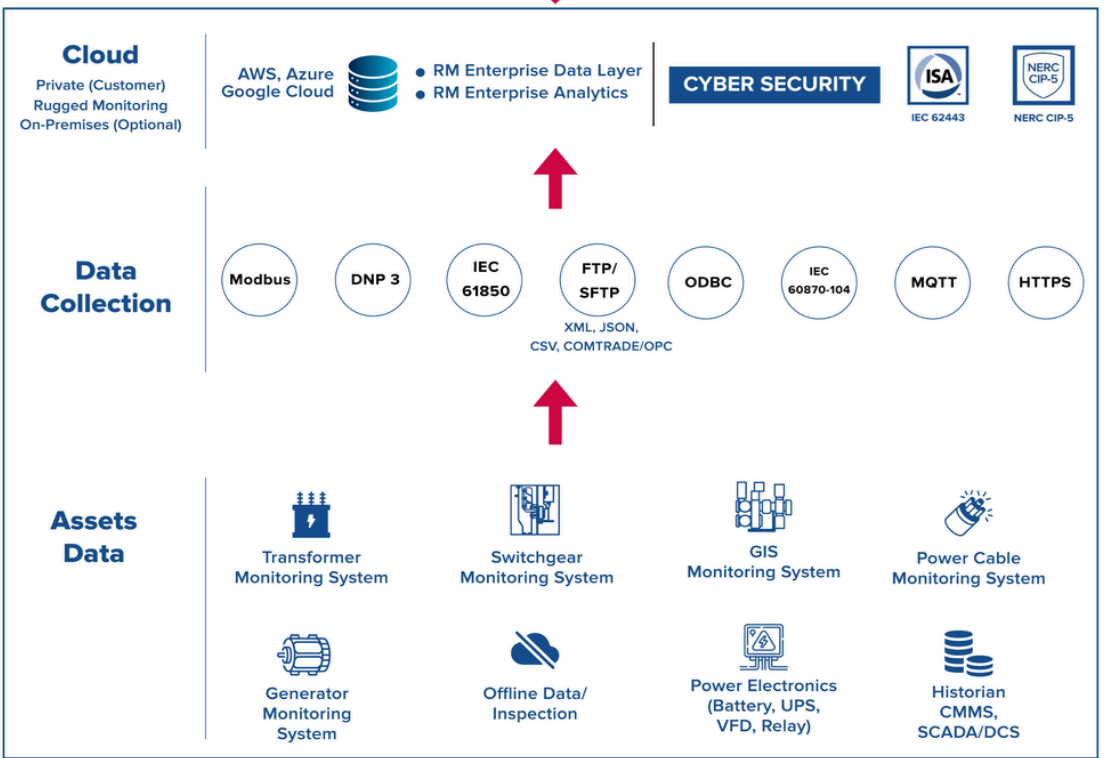 Cloud
Private (Customer)
Rugged Monitoring
On-Premises (Optional)
AWS, Azure
Google Cloud
RM Enterprise Data Layer
RM Enterprise Analytics
CYBER SECURITY
ISA
IEC 62443
NERC
CIP-5
NERC CIP-5
Data
Collection
Modbus
DNP 3
IEC
61850
FTP/
SFTP
XML, JSON,
CSV, COMTRADE/OPC
ODBC
IEC
60870-104
MQTT
HTTPS
Assets
Data
Transformer
Monitoring System
Switchgear
Monitoring System
GIS
Monitoring System
Power Cable
Monitoring System
Generator
Monitoring
System
Offline Data/
Inspection
Power Electronics
(Battery, UPS,
VFD, Relay)
Historian
CMMS,
SCADA/DCS